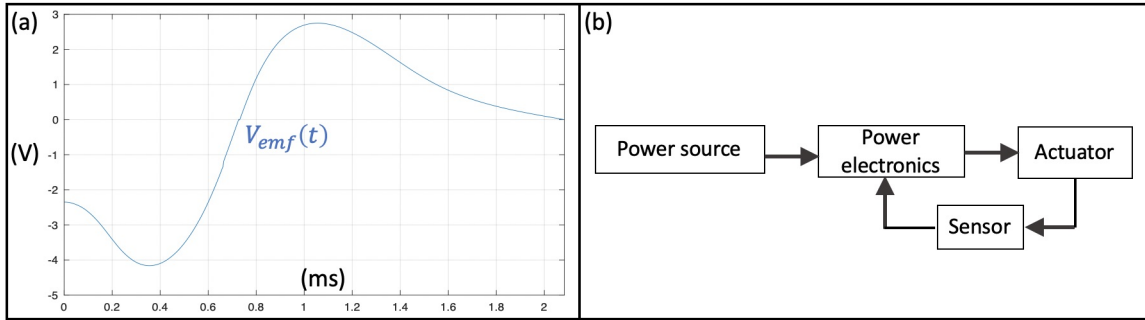 (a)
3
2
1
0
(V)
-1
-2
-3
-4
-5
V_emf(t)
(ms)
0 0.2 0.4 0.6 0.8 1 1.2 1.4 1.6 1.8 2
(b)
Power source
Power
electronics
Actuator
Sensor